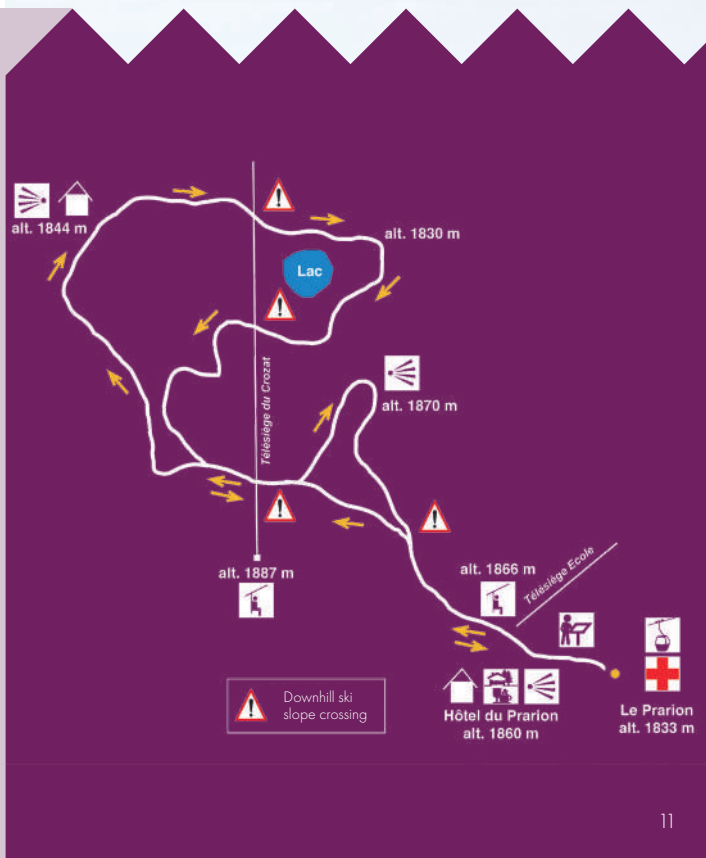 alt. 1844 m
alt. 1830 m
Lac
Télésiège du Crozat
alt. 1870 m
alt. 1887 m
alt. 1866 m
Télésiège Ecole
Downhill ski
slope crossing
Hôtel du Prarion
alt. 1860 m
Le Prarion
alt. 1833 m
11